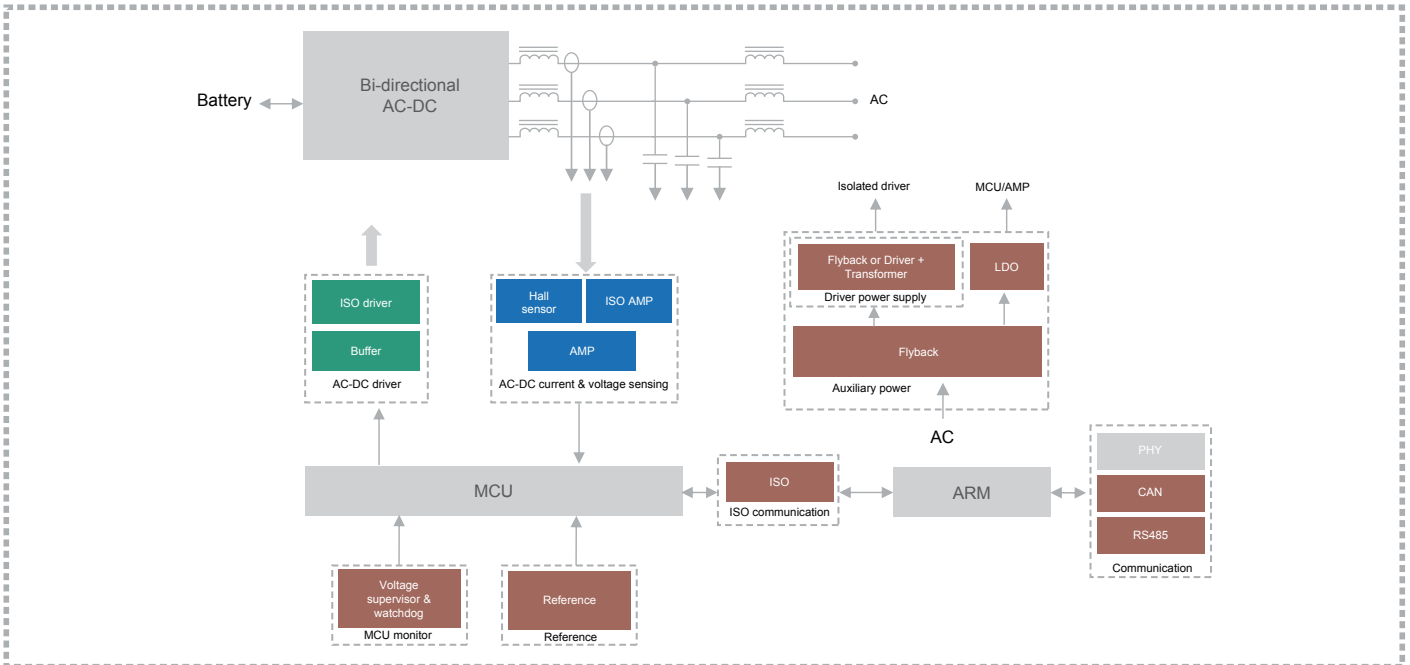 Bi-directional
AC-DC
Battery
AC
Isolated driver
MCU/AMP
Flyback or Driver +
Transformer
LDO
Driver power supply
ISO driver
Hall
sensor
ISO AMP
Buffer
AMP
Flyback
AC-DC driver
AC-DC current & voltage sensing
Auxiliary power
AC
PHY
MCU
ISO
ARM
CAN
ISO communication
RS485
Communication
Voltage
supervisor &
watchdog
Reference
MCU monitor
Reference